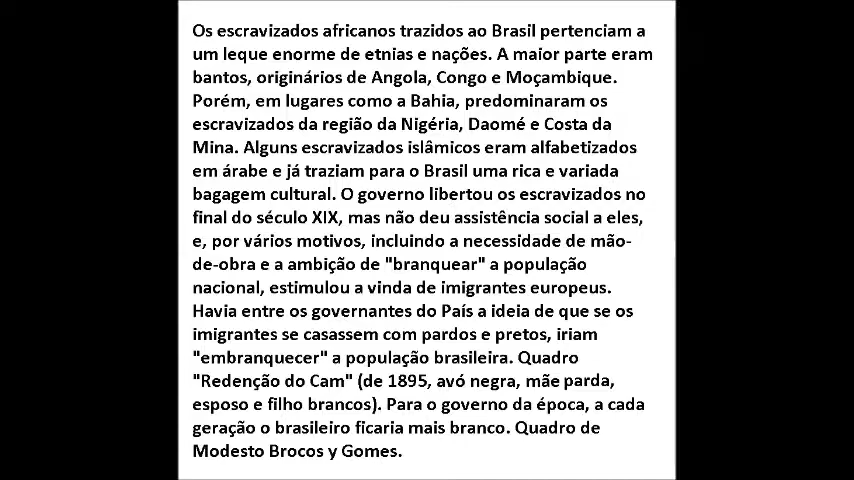 Os escravizados africanos trazidos ao Brasil pertenciam a
um leque enorme de etnias e nações. A maior parte eram
bantos, originários de Angola, Congo e Moçambique.
Porém, em lugares como a Bahia, predominaram os
escravizados da região da Nigéria, Daomé e Costa da
Mina. Alguns escravizados islâmicos eram alfabetizados
em árabe e já traziam para o Brasil uma rica e variada
bagagem cultural. O governo libertou os escravizados no
final do século XIX, mas não deu assistência social a eles,
e, por vários motivos, incluindo a necessidade de mão-
de-obra e a ambição de "branquear" a população
nacional, estimulou a vinda de imigrantes europeus.
Havia entre os governantes do País a ideia de que se os
imigrantes se casassem com pardos e pretos, iriam
"embranquecer" a população brasileira. Quadro
"Redenção do Cam" (de 1895, avó negra, mãe parda,
esposo e filho brancos). Para o governo da época, a cada
geração o brasileiro ficaria mais branco. Quadro de
Modesto Brocos y Gomes.